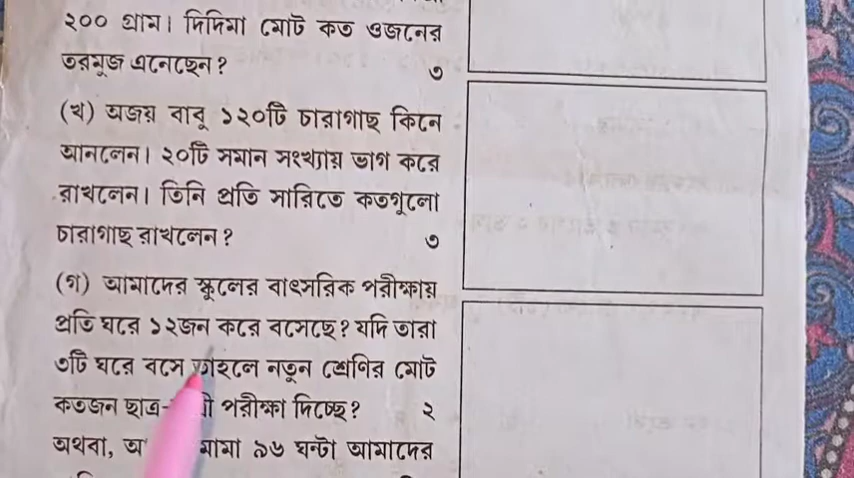 ২০০ গ্রাম। দিদিমা মোট কত ওজনের
তরমুজ এনেছেন? ৩
(খ) অজয় বাবু ১২০টি চারাগাছ কিনে
আনলেন। ২০টি সমান সংখ্যায় ভাগ করে
রাখলেন। তিনি প্রতি সারিতে কতগুলো
চারাগাছ রাখলেন? ৩
(গ) আমাদের স্কুলের বাৎসরিক পরীক্ষায়
প্রতি ঘরে ১২জন করে বসেছে? যদি তারা
৩টি ঘরে বসে তাহলে নতুন শ্রেণির মোট
কতজন ছাত্র- পরীক্ষা দিচ্ছে? ২
অথবা, মামা ৯৬ ঘন্টা আমাদের